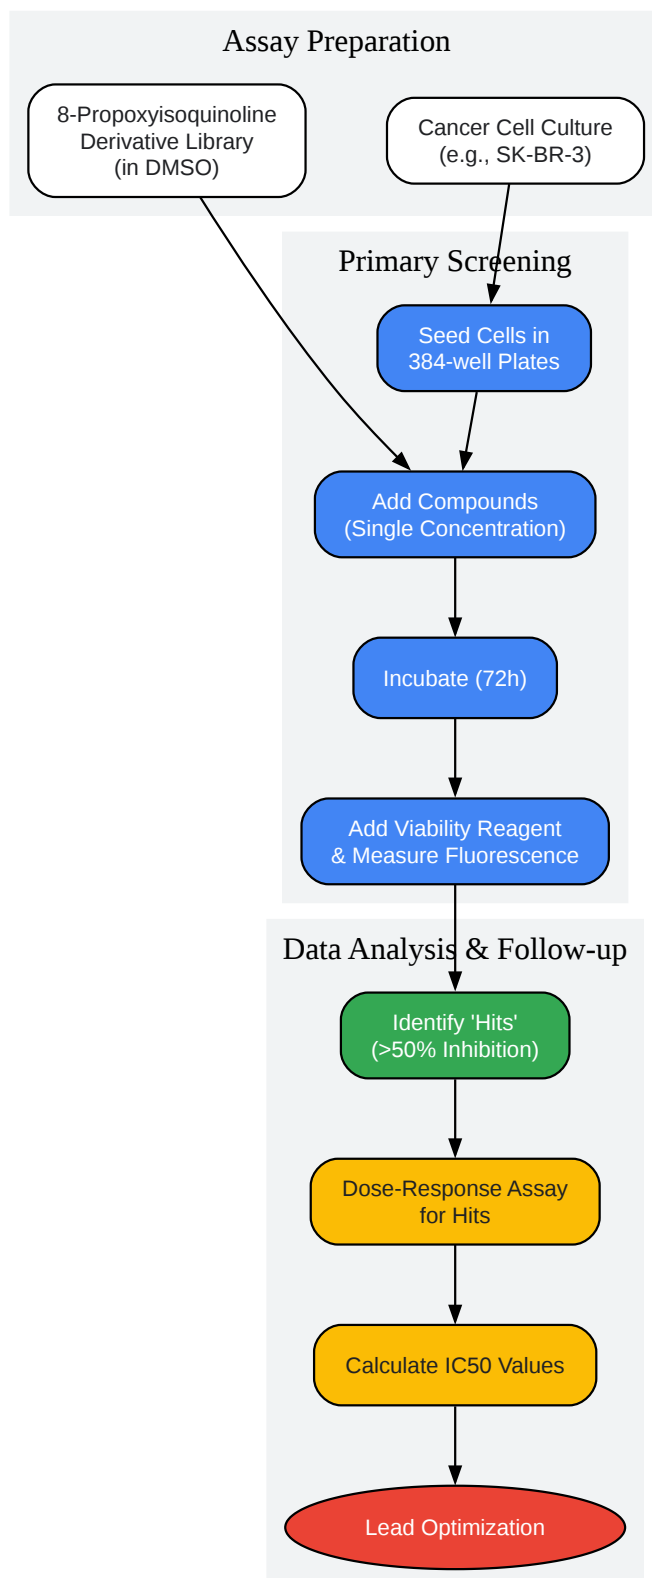 Assay Preparation
8-Propoxyisoquinoline
Derivative Library
(in DMSO)
Cancer Cell Culture
(e.g., SK-BR-3)
Primary Screening
Seed Cells in
384-well Plates
Add Compounds
(Single Concentration)
Incubate (72h)
Add Viability Reagent
& Measure Fluorescence
Data Analysis & Follow-up
Identify 'Hits'
(>50% Inhibition)
Dose-Response Assay
for Hits
Calculate IC50 Values
Lead Optimization